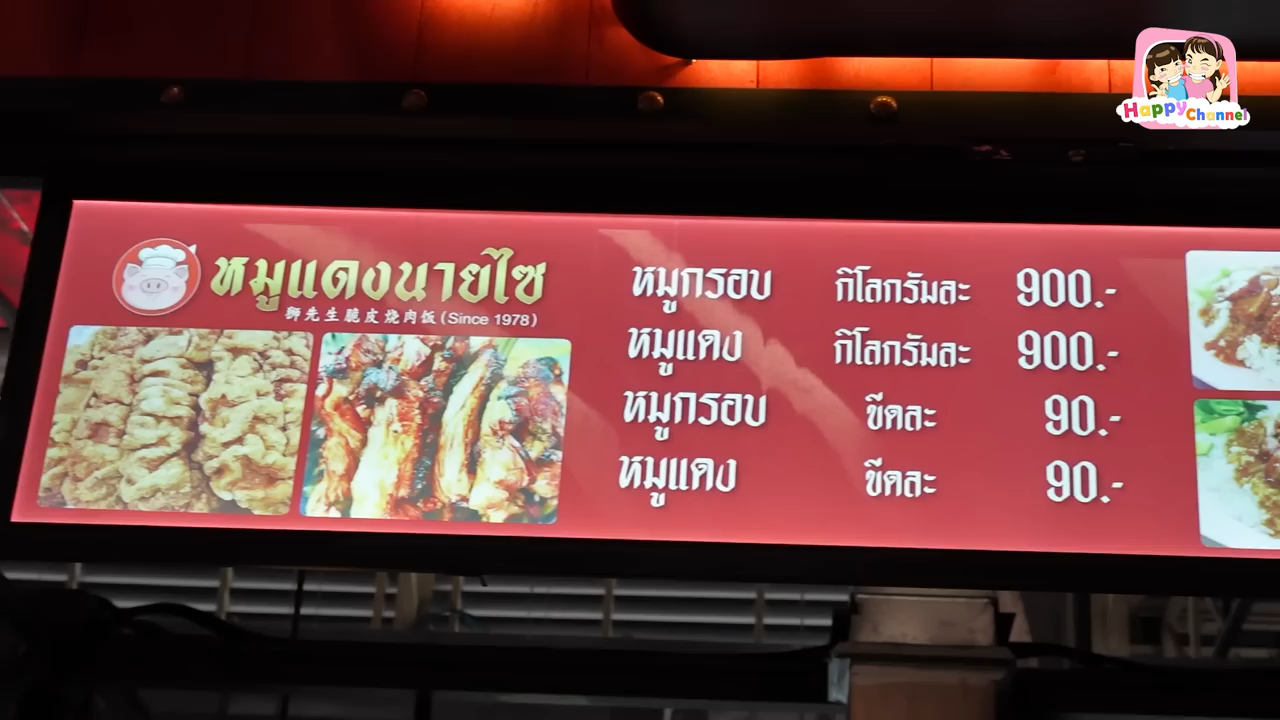 Happy Channel
หมูแดงนายไซ
獅先生脆皮燒肉饭 (Since 1978)
หมูกรอบ กิโลกรัมละ 900.-
หมูแดง กิโลกรัมละ 900.-
หมูกรอบ ขีดละ 90.-
หมูแดง ขีดละ 90.-